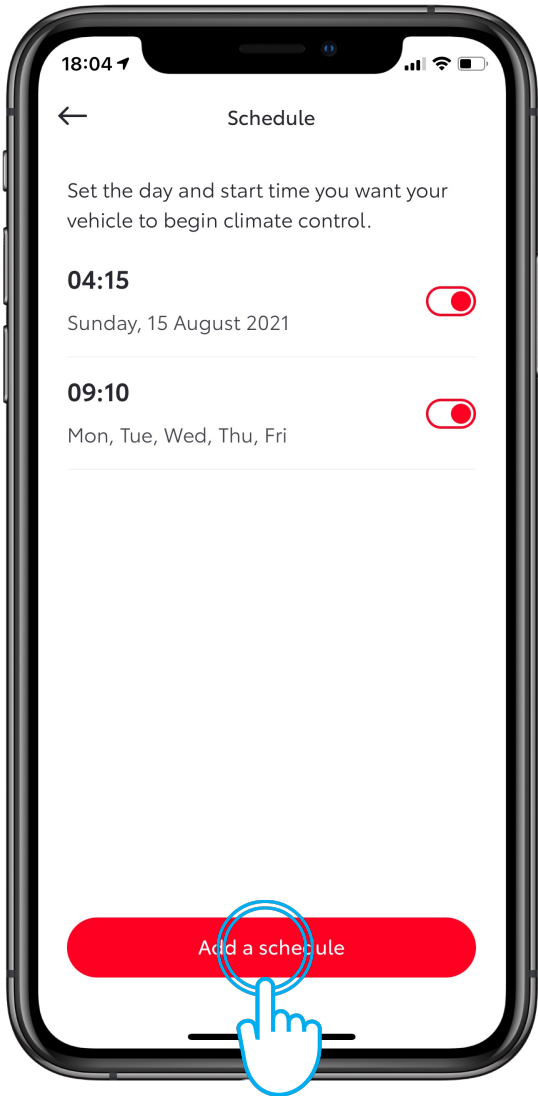 18:04
Schedule
Set the day and start time you want your
vehicle to begin climate control.
04:15
Sunday, 15 August 2021
09:10
Mon, Tue, Wed, Thu, Fri
Add a schedule